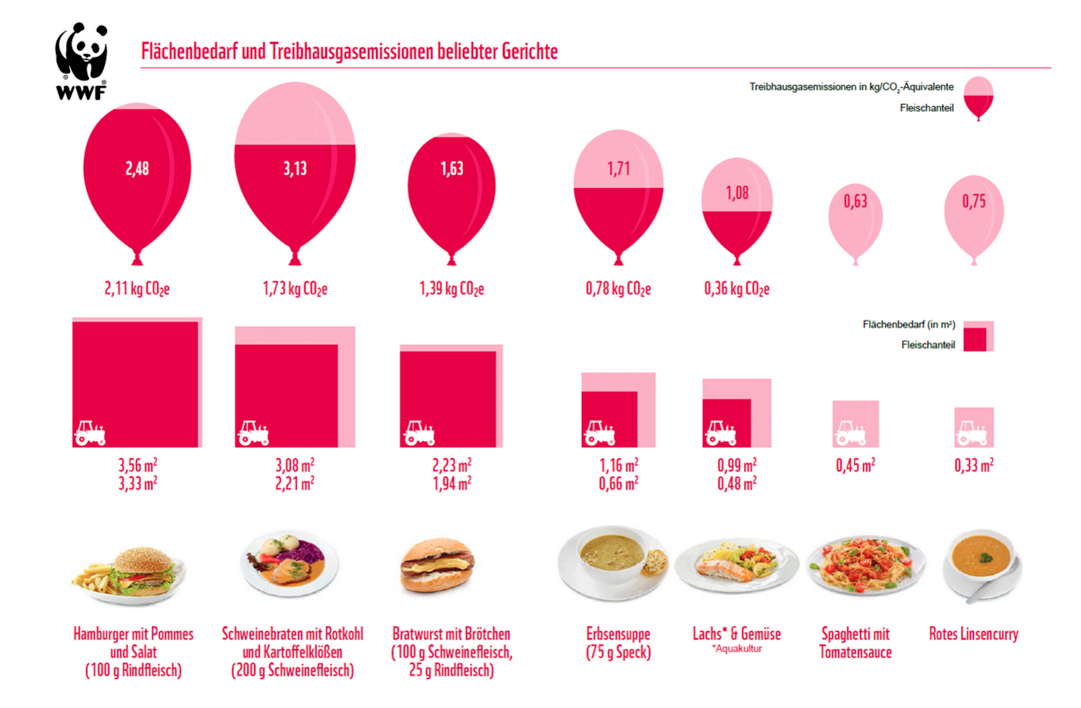 Flächenbedarf und Treibhausgasemissionen beliebter Gerichte
WWF
Treibhausgasemissionen in kg/CO₂-Äquivalente
Fleischanteil
2,48
3,13
1,63
1,71
1,08
0,63
0,75
2,11 kg CO₂e
1,73 kg CO₂e
1,39 kg CO₂e
0,78 kg CO₂e
0,36 kg CO₂e
Flächenbedarf (in m²)
Fleischanteil
3,56 m²
3,33 m²
3,08 m²
2,21 m²
2,23 m²
1,94 m²
1,16 m²
0,66 m²
0,99 m²
0,48 m²
0,45 m²
0,33 m²
Hamburger mit Pommes
und Salat
(100 g Rindfleisch)
Schweinebraten mit Rotkohl
und Kartoffelklößen
(200 g Schweinefleisch)
Bratwurst mit Brötchen
(100 g Schweinefleisch,
25 g Rindfleisch)
Erbsensuppe
(75 g Speck)
Lachs* & Gemüse
*Aquakultur
Spaghetti mit
Tomatensauce
Rotes Linsencurry